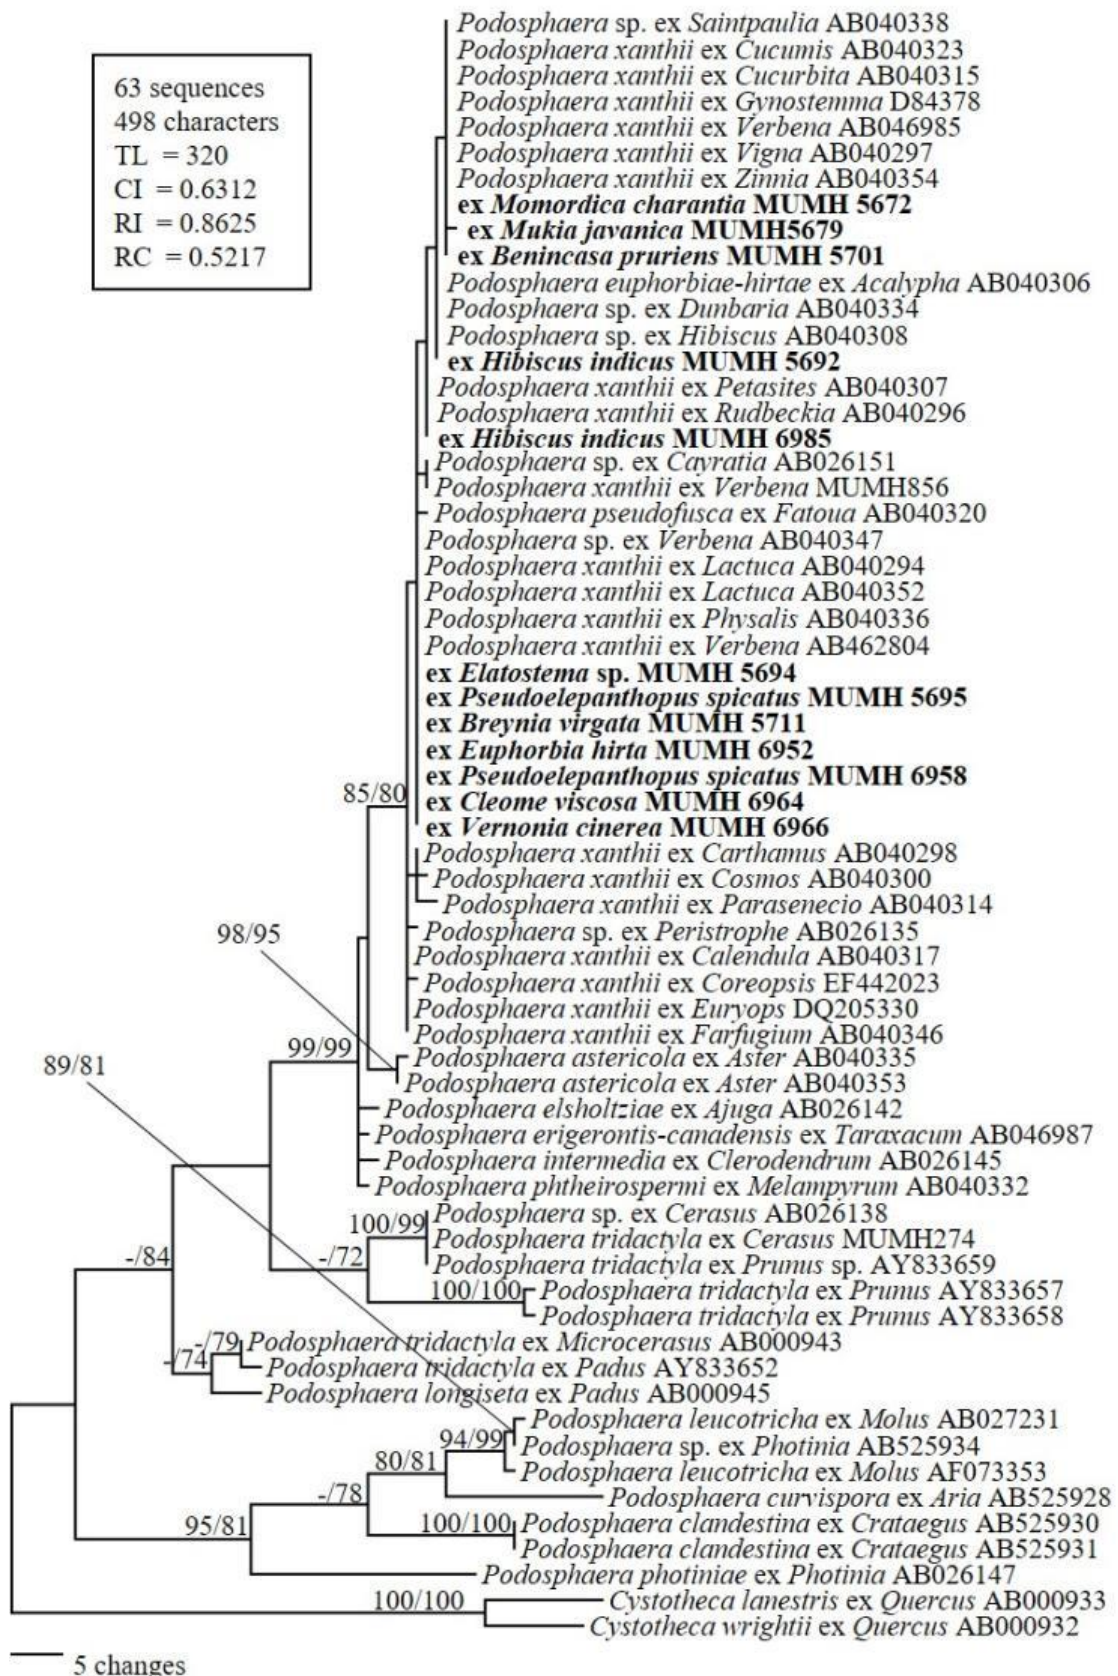 63 sequences
498 characters
TL = 320
CI = 0.6312
RI = 0.8625
RC = 0.5217
Podosphaera sp. ex Saintpaulia AB040338
Podosphaera xanthii ex Cucumis AB040323
Podosphaera xanthii ex Cucurbita AB040315
Podosphaera xanthii ex Gynostemma D84378
Podosphaera xanthii ex Verbena AB046985
Podosphaera xanthii ex Vigna AB040297
Podosphaera xanthii ex Zinnia AB040354
ex Momordica charantia MUMH 5672
ex Mukia javanica MUMH5679
ex Benincasa pruriens MUMH 5701
Podosphaera euphorbiae-hirtae ex Acalypha AB040306
Podosphaera sp. ex Dunbaria AB040334
Podosphaera sp. ex Hibiscus AB040308
ex Hibiscus indicus MUMH 5692
Podosphaera xanthii ex Petasites AB040307
Podosphaera xanthii ex Rudbeckia AB040296
ex Hibiscus indicus MUMH 6985
Podosphaera sp. ex Cayratia AB026151
Podosphaera xanthii ex Verbena MUMH856
Podosphaera pseudofusca ex Fatoua AB040320
Podosphaera sp. ex Verbena AB040347
Podosphaera xanthii ex Lactuca AB040294
Podosphaera xanthii ex Lactuca AB040352
Podosphaera xanthii ex Physalis AB040336
Podosphaera xanthii ex Verbena AB462804
ex Elatostema sp. MUMH 5694
ex Pseudoelepanthopus spicatus MUMH 5695
ex Breynia virgata MUMH 5711
ex Euphorbia hirta MUMH 6952
ex Pseudoelepanthopus spicatus MUMH 6958
85/80
ex Cleome viscosa MUMH 6964
ex Vernonia cinerea MUMH 6966
Podosphaera xanthii ex Carthamus AB040298
Podosphaera xanthii ex Cosmos AB040300
Podosphaera xanthii ex Parasenecio AB040314
98/95
Podosphaera sp. ex Peristrophe AB026135
Podosphaera xanthii ex Calendula AB040317
Podosphaera xanthii ex Coreopsis EF442023
Podosphaera xanthii ex Euryops DQ205330
Podosphaera xanthii ex Farfugium AB040346
99/99
Podosphaera astericola ex Aster AB040335
89/81
Podosphaera astericola ex Aster AB040353
Podosphaera elsholtziae ex Ajuga AB026142
Podosphaera erigerontis-canadensis ex Taraxacum AB046987
Podosphaera intermedia ex Clerodendrum AB026145
Podosphaera phtheirospermi ex Melampyrum AB040332
Podosphaera sp. ex Cerasus AB026138
100/99
Podosphaera tridactyla ex Cerasus MUMH274
-/84
-/72
Podosphaera tridactyla ex Prunus sp. AY833659
100/100
Podosphaera tridactyla ex Prunus AY833657
Podosphaera tridactyla ex Prunus AY833658
-/79
Podosphaera tridactyla ex Microcerasus AB000943
-/74
Podosphaera tridactyla ex Padus AY833652
Podosphaera longiseta ex Padus AB000945
Podosphaera leucotricha ex Molus AB027231
94/99
Podosphaera sp. ex Photinia AB525934
80/81
Podosphaera leucotricha ex Molus AF073353
-/78
Podosphaera curvispora ex Aria AB525928
95/81
100/100
Podosphaera clandestina ex Crataegus AB525930
Podosphaera clandestina ex Crataegus AB525931
Podosphaera photiniae ex Photinia AB026147
100/100
Cystotheca lanestris ex Quercus AB000933
Cystotheca wrightii ex Quercus AB000932
5 changes